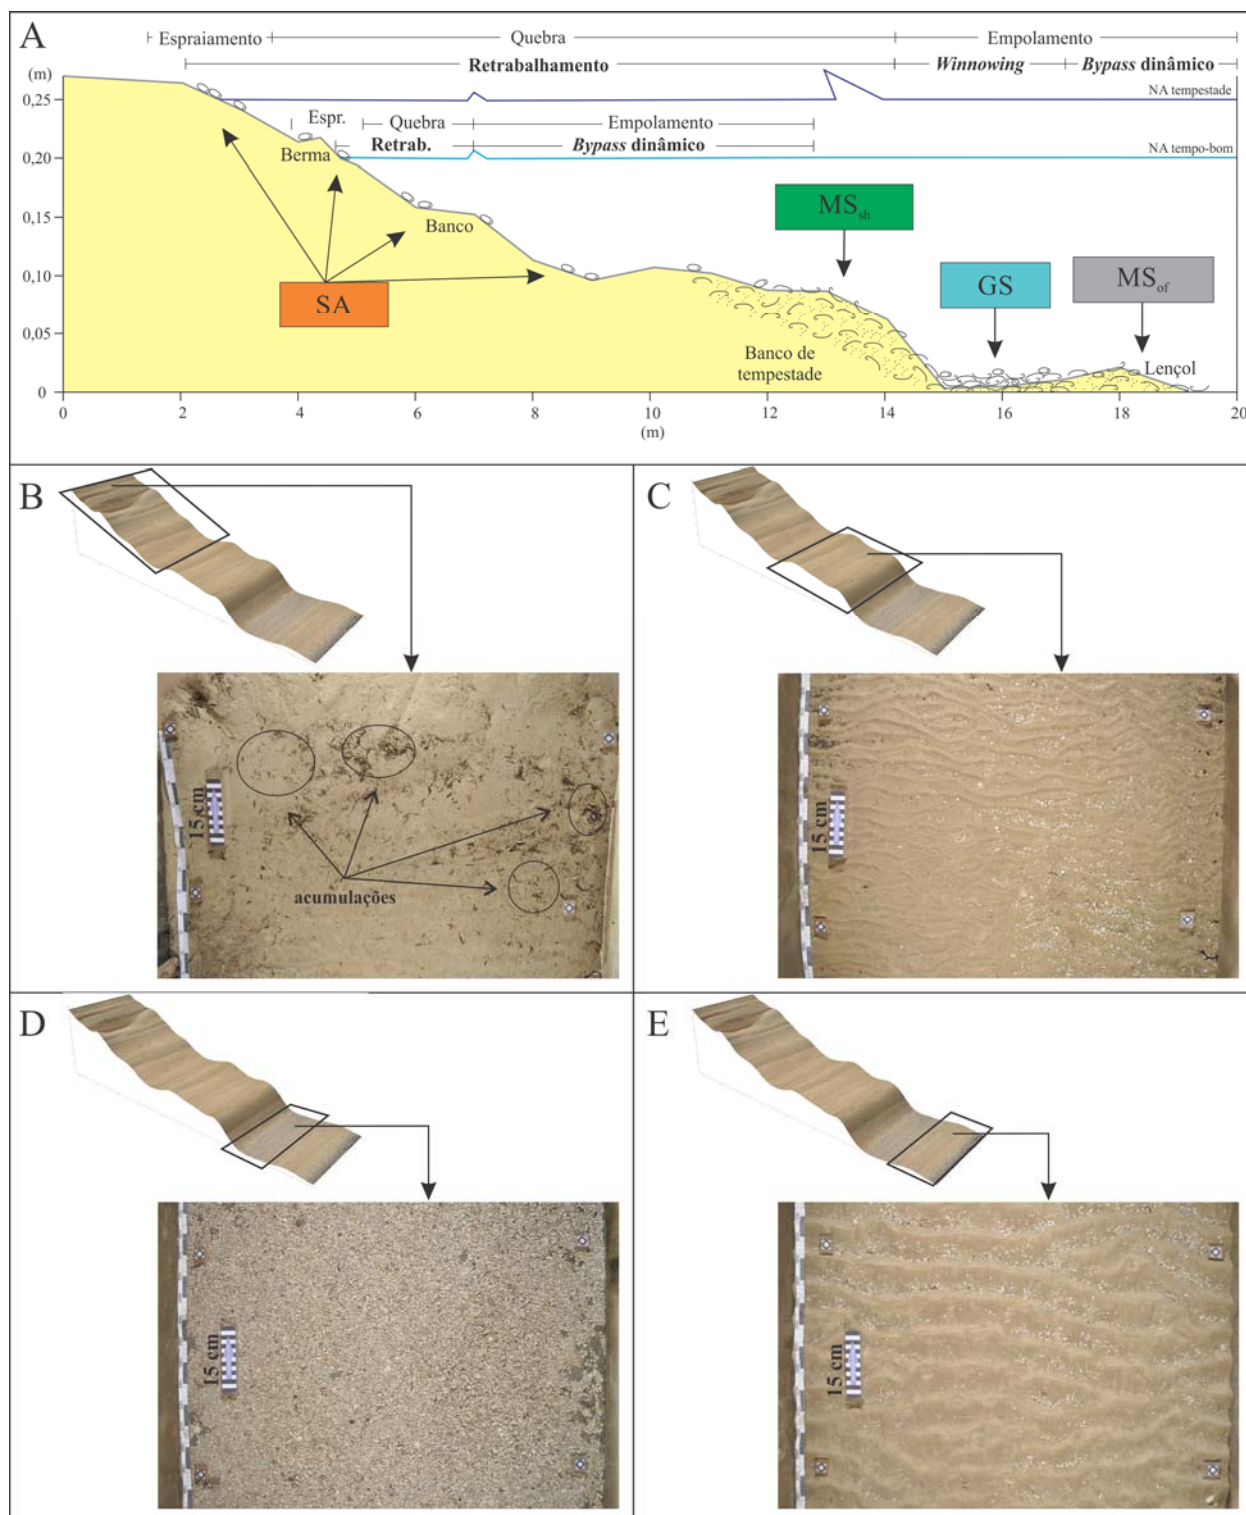 A
Espraiamento Quebra Empolamento
Retrabalhamento Winnowing Bypass dinâmico
(m)
NA tempestade
0,25
Espr. Quebra Empolamento
Berma Retrab. Bypass dinâmico
NA tempo-bom
0,20
MSsh
0,15
Banco
GS
MSof
0,10
SA
0,05
Banco de
tempestade
Lençol
0
0 2 4 6 8 10 12 14 16 18 20
(m)
B
15 cm
acumulações
C
15 cm
D
15 cm
E
15 cm